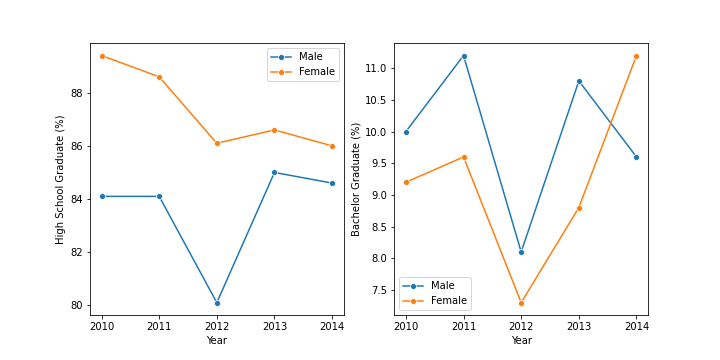 High School Graduate (%)
88
86
84
82
80
2010 2011 2012 2013 2014
Year
Male
Female
Bachelor Graduate (%)
11.0
10.5
10.0
9.5
9.0
8.5
8.0
7.5
2010 2011 2012 2013 2014
Year
Male
Female